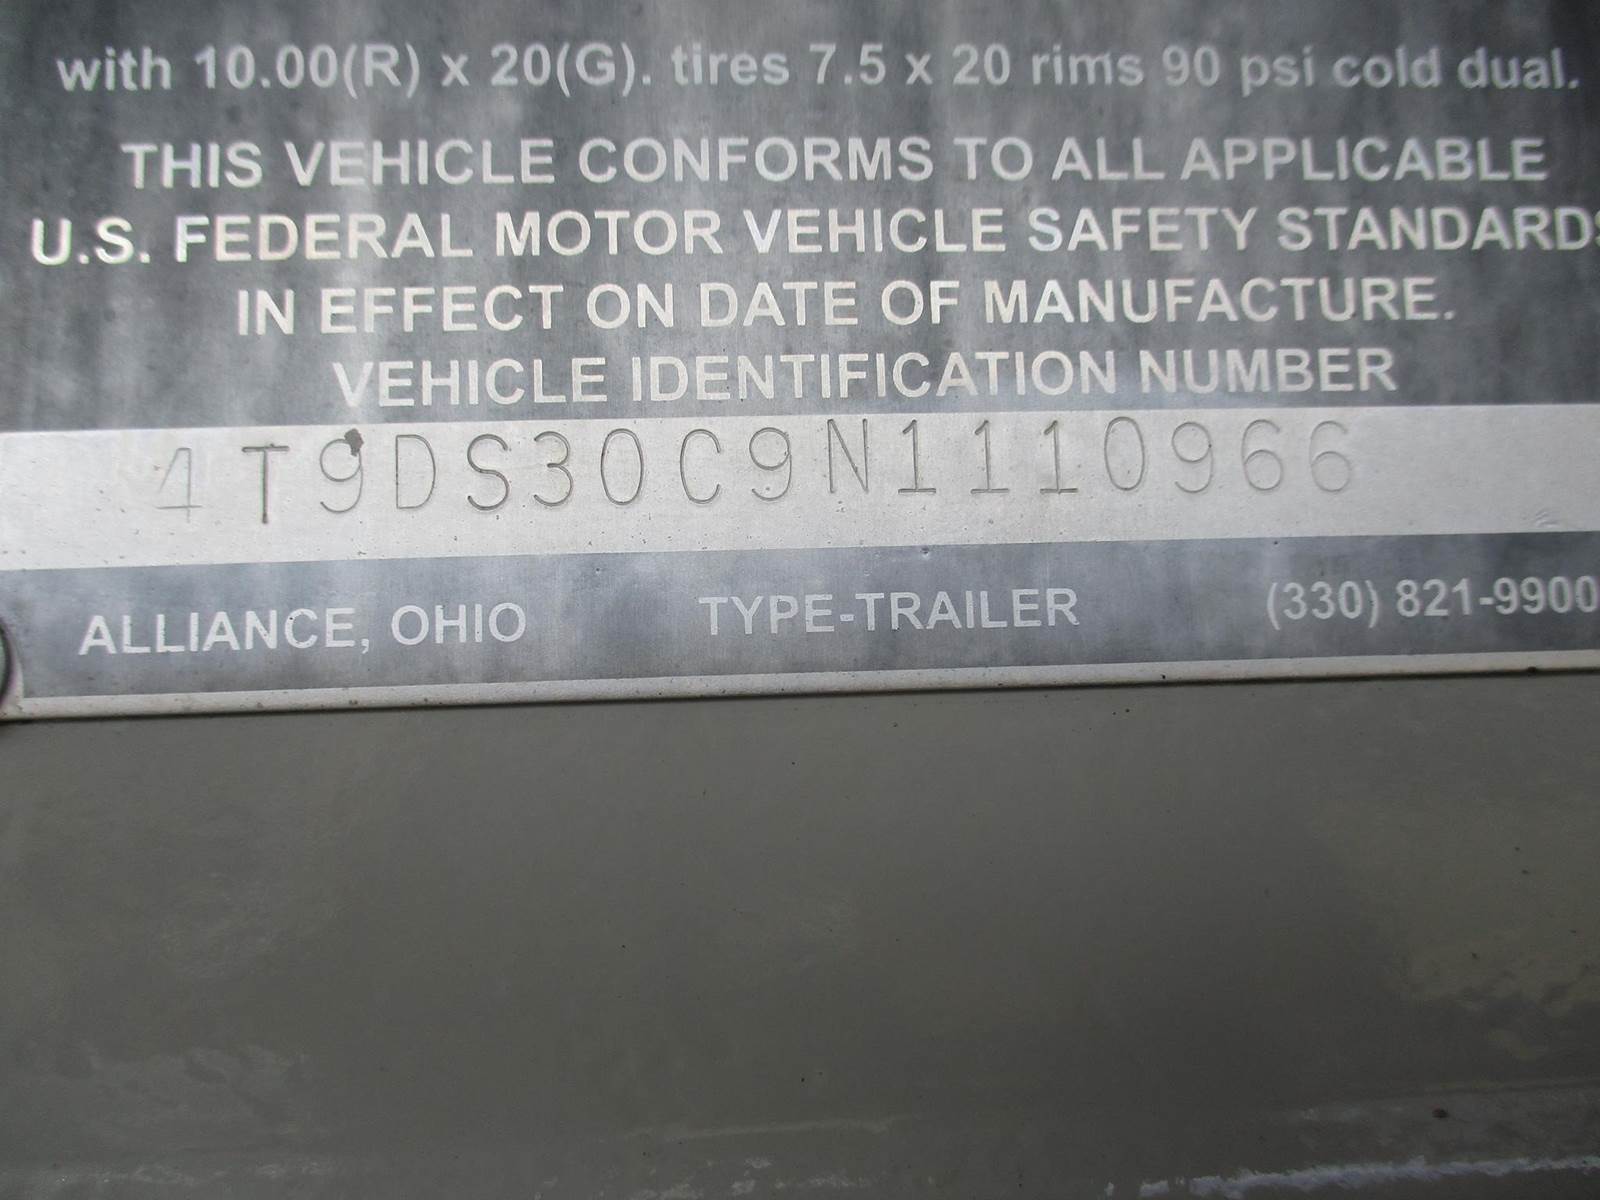 with 10.00(R) x 20(G). tires 7.5 x 20 rims 90 psi cold dual.
THIS VEHICLE CONFORMS TO ALL APPLICABLE
U.S. FEDERAL MOTOR VEHICLE SAFETY STANDARDS
IN EFFECT ON DATE OF MANUFACTURE.
VEHICLE IDENTIFICATION NUMBER
4T9DS30C9N1110966
ALLIANCE, OHIO TYPE-TRAILER (330) 821-9900